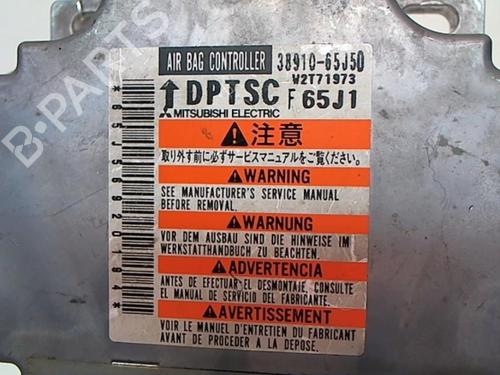 AIR BAG CONTROLLER 38910-65J50
W2T71973
DPTSC F 65J1
MITSUBISHI ELECTRIC
注意
取り外す前に必ずサービスマニュアルをご覧ください。
WARNING
SEE MANUFACTURER'S SERVICE MANUAL
BEFORE REMOVAL.
WARNUNG
VOR DEM AUSBAU SIND DIE HINWEISE IM
WERKSTATTHANDBUCH ZU BEACHTEN.
ADVERTENCIA
ANTES DE EFECTUAR EL DESMONTAJE, CONSULTE
EL MANUAL DE SERVICIO DEL FABRICANTE.
AVERTISSEMENT
VOIR LE MANUEL D'ENTRETIEN DU FABRICANT
AVANT DE PROCEDER A LA DEPOSE.
*65J5692094*
B-PARTS